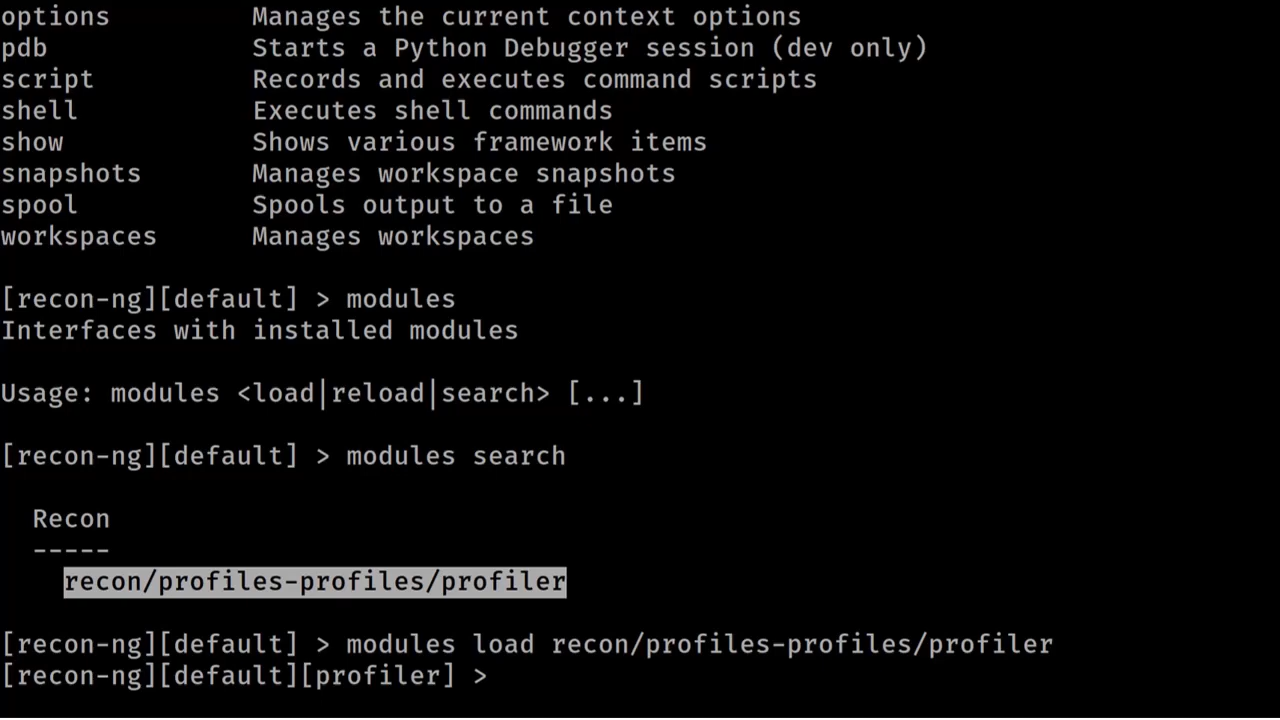 options         Manages the current context options
pdb             Starts a Python Debugger session (dev only)
script          Records and executes command scripts
shell           Executes shell commands
show            Shows various framework items
snapshots       Manages workspace snapshots
spool           Spools output to a file
workspaces      Manages workspaces
[recon-ng][default] > modules
Interfaces with installed modules
Usage: modules <load|reload|search> [...]
[recon-ng][default] > modules search
Recon
-----
recon/profiles-profiles/profiler
[recon-ng][default] > modules load recon/profiles-profiles/profiler
[recon-ng][default][profiler] >